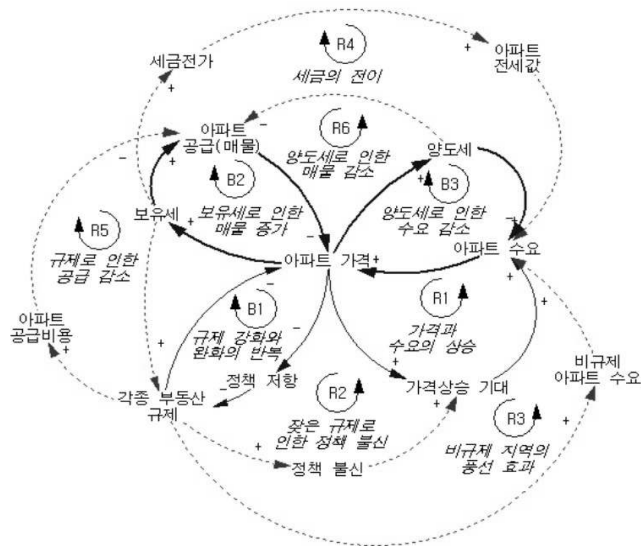 R4
세금의 전이
세금전가
아파트
전세값
+
+
+
아파트
공급(매물)
R6
양도세로 인한
매물 감소
양도세
B2
보유세로 인한
매물 증가
B3
양도세로 인한
수요 감소
보유세
R5
규제로 인한
공급 감소
아파트 가격
아파트 수요
B1
규제 강화와
완화의 반복
R1
가격과
수요의 상승
아파트
공급비용
정책 저항
각종 부동산
규제
R2
잦은 규제로
인한 정책 불신
가격상승 기대
비규제
아파트 수요
R3
비규제 지역의
풍선 효과
정책 불신